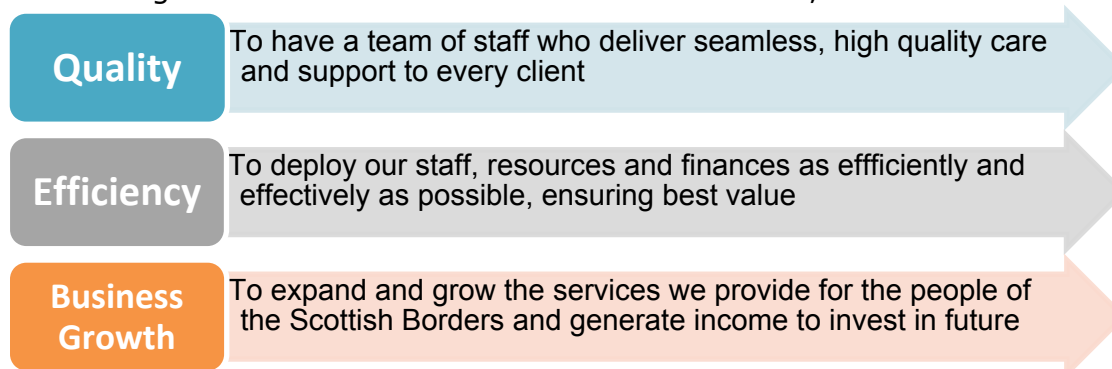 Quality
To have a team of staff who deliver seamless, high quality care
and support to every client
Efficiency
To deploy our staff, resources and finances as effficiently and
effectively as possible, ensuring best value
Business
Growth
To expand and grow the services we provide for the people of
the Scottish Borders and generate income to invest in future